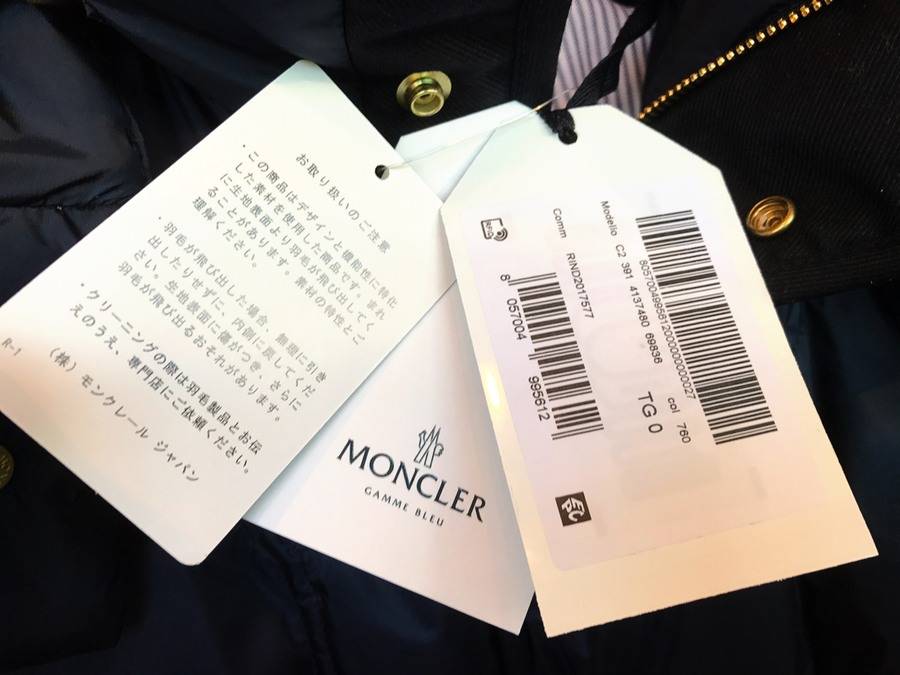 お取り扱いのご注意
・この商品はデザインと機能性に特化
した素材を使用した商品です。まれ
に生地表面より羽毛が飛び出してく
ることがあります。素材の特性とご
理解ください。
・羽毛が飛び出した場合、無理に引き
出したりせずに、内側に戻してくだ
さい。生地表面に傷がつき、さらに
羽毛が飛び出るおそれがあります。
・クリーニングの際は羽毛製品とお伝
えのうえ、専門店にご依頼ください。
(株) モンクレール ジャパン
R-1
MONCLER
GAMME BLEU
8057004995612000000000027
Modello C2 391 4137480 69836 col 760
TG 0
Comm RIND2017577
8 057004 995612
EPC